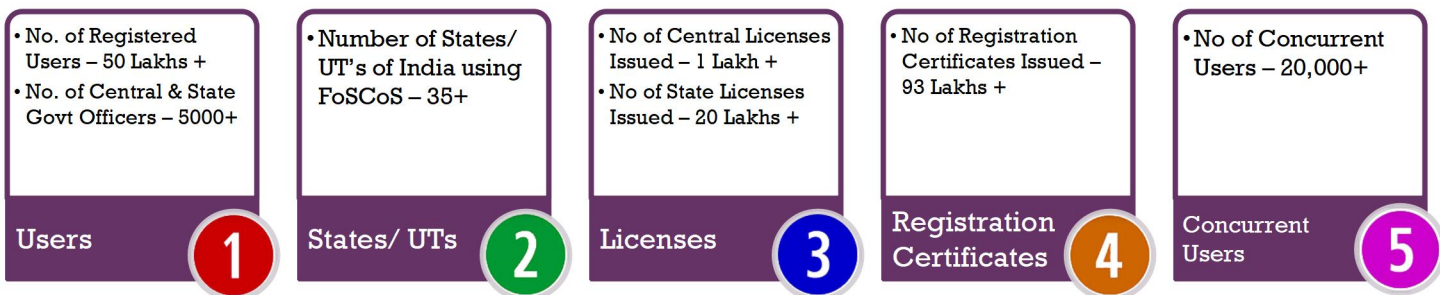 • No. of Registered
Users – 50 Lakhs +
• No. of Central & State
Govt Officers – 5000+
Users
1
• Number of States/
UT's of India using
FoSCoS – 35+
States/ UTs
2
• No of Central Licenses
Issued – 1 Lakh +
• No of State Licenses
Issued – 20 Lakhs +
Licenses
3
• No of Registration
Certificates Issued –
93 Lakhs +
Registration
Certificates
4
• No of Concurrent
Users – 20,000+
Concurrent
Users
5